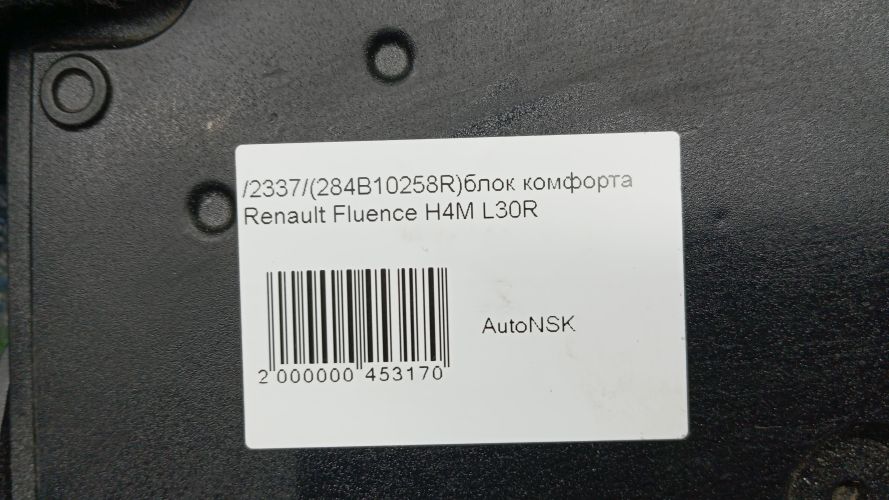 /2337/(284B10258R)блок комфорта
Renault Fluence H4M L30R
AutoNSK
2 000000 453170